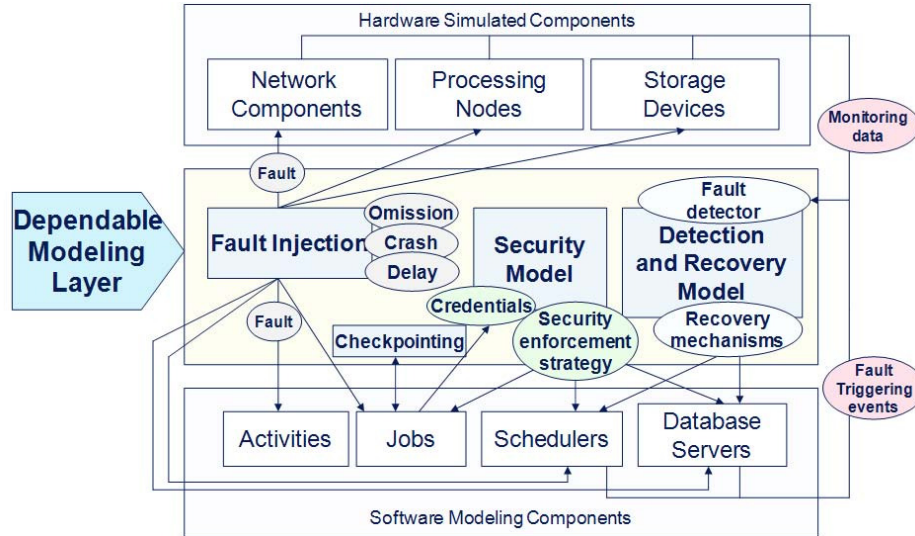 Hardware Simulated Components
Network
Components
Processing
Nodes
Storage
Devices
Monitoring
data
Fault
Dependable
Modeling
Layer
Fault Injection
Omission
Crash
Delay
Security
Model
Fault
detector
Detection
and Recovery
Model
Credentials
Fault
Checkpointing
Security
enforcement
strategy
Recovery
mechanisms
Fault
Triggering
events
Activities
Jobs
Schedulers
Database
Servers
Software Modeling Components